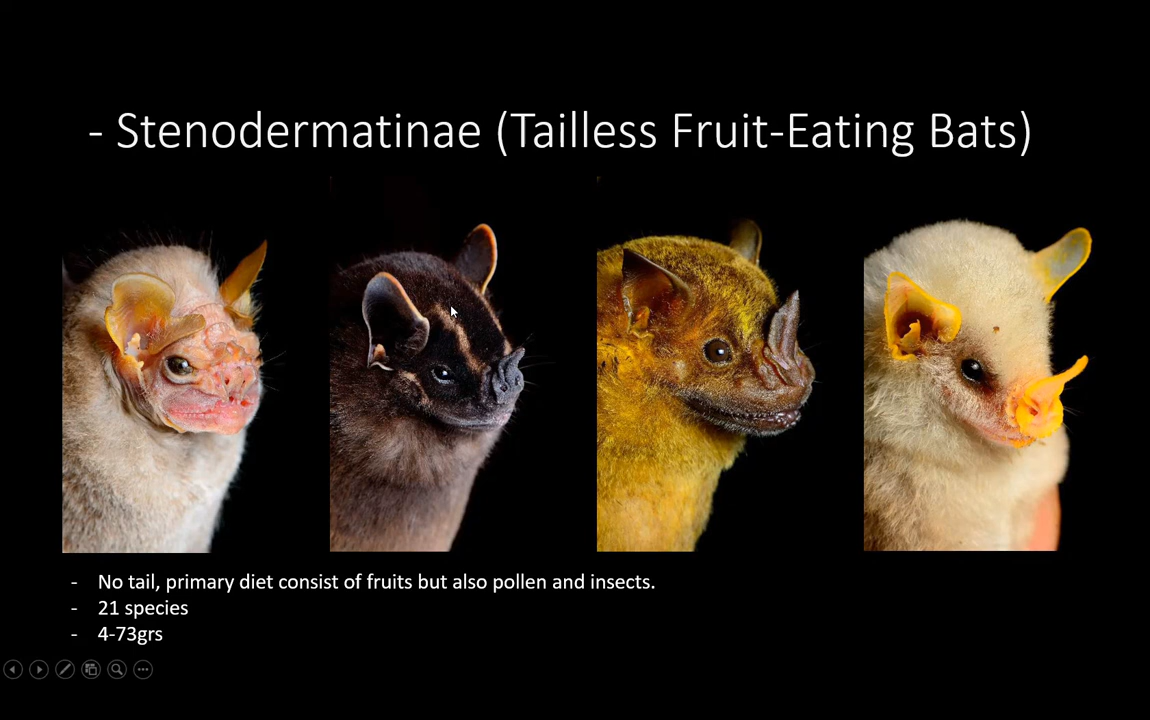 - Stenodermatinae (Tailless Fruit-Eating Bats)
- No tail, primary diet consist of fruits but also pollen and insects.
- 21 species
- 4-73grs